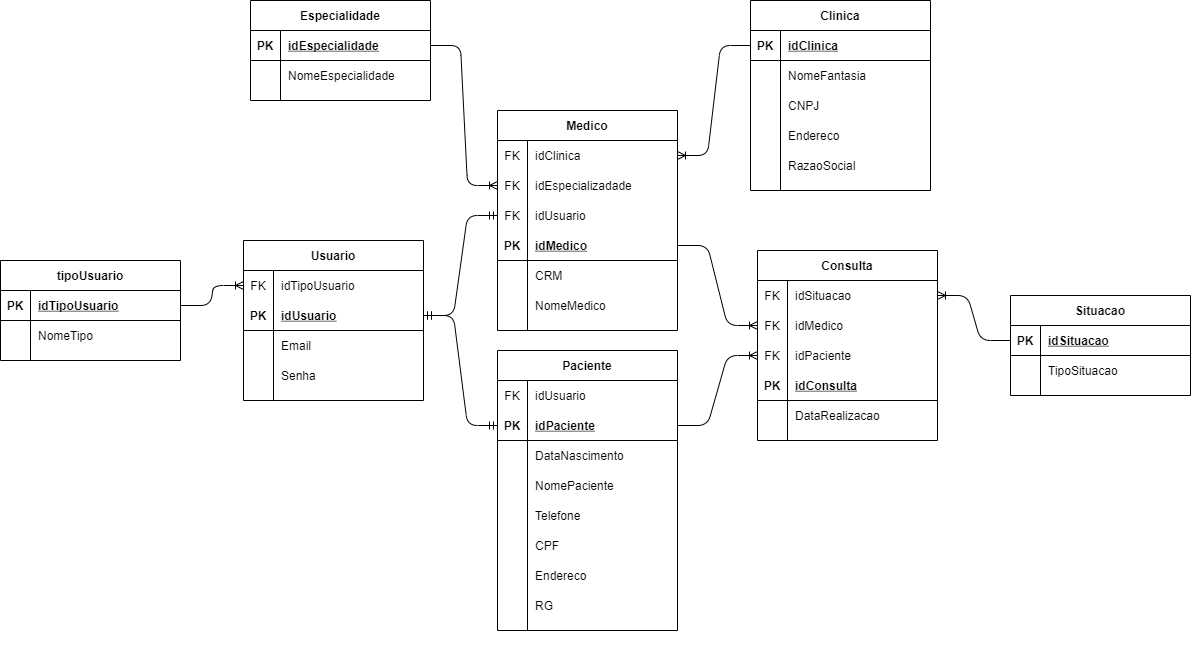 Especialidade
PK idEspecialidade
NomeEspecialidade
Clinica
PK idClinica
NomeFantasia
CNPJ
Endereco
RazaoSocial
Medico
FK idClinica
FK idEspecializadade
FK idUsuario
PK idMedico
CRM
NomeMedico
tipoUsuario
PK idTipoUsuario
NomeTipo
Usuario
FK idTipoUsuario
PK idUsuario
Email
Senha
Consulta
FK idSituacao
FK idMedico
FK idPaciente
PK idConsulta
DataRealizacao
Situacao
PK idSituacao
TipoSituacao
Paciente
FK idUsuario
PK idPaciente
DataNascimento
NomePaciente
Telefone
CPF
Endereco
RG